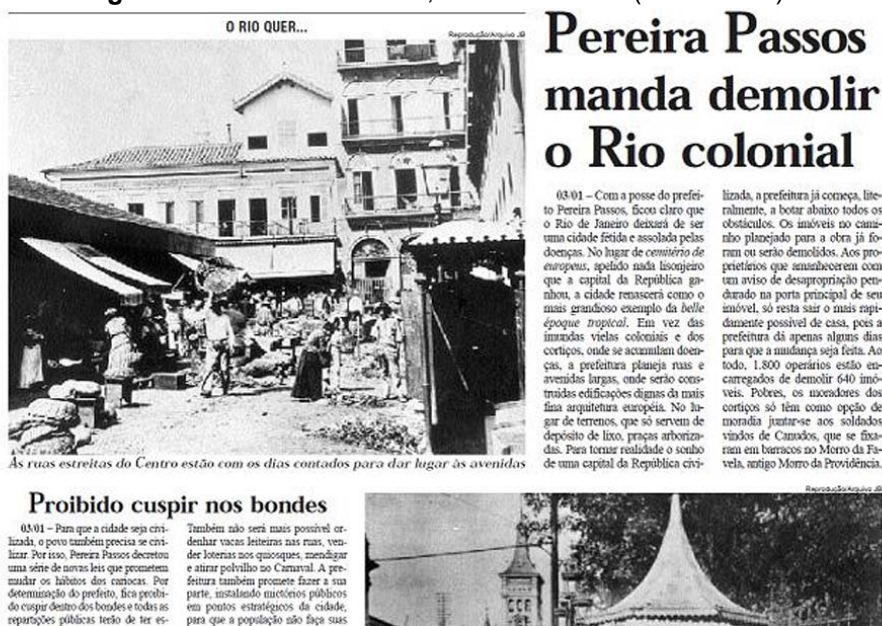 O RIO QUER...
Reprodução/Arquivo JB
Pereira Passos
manda demolir
o Rio colonial
03/01 – Com a posse do prefei-
to Pereira Passos, ficou claro que
o Rio de Janeiro deixará de ser
uma cidade fétida e assolada pelas
doenças. No lugar de cemitério de
europeus, apelido nada lisonjeiro
que a capital da República ga-
nhou, a cidade renascerá como o
mais grandioso exemplo da belle
époque tropical. Em vez das
imundas vielas coloniais e dos
cortiços, onde se acumulam doen-
ças, a prefeitura planeja ruas e
avenidas largas, onde serão cons-
truídas edificações dignas da mais
fina arquitetura européia. No lu-
gar de terrenos, que só servem de
depósito de lixo, praças arboriza-
das. Para tornar realidade o sonho
de uma capital da República civi-
lizada, a prefeitura já começa, lite-
ralmente, a botar abaixo todos os
obstáculos. Os imóveis no cami-
nho planejado para a obra já fo-
ram ou serão demolidos. Aos pro-
prietários que amanhecerem com
um aviso de desapropriação pen-
durado na porta principal de seu
imóvel, só resta sair o mais rapi-
damente possível de casa, pois a
prefeitura dá apenas alguns dias
para que a mudança seja feita. Ao
todo, 1.800 operários estão en-
carregados de demolir 640 imó-
veis. Pobres, os moradores dos
cortiços só têm como opção de
moradia juntar-se aos soldados
vindos de Canudos, que se fixa-
ram em barracos no Morro da Fa-
vela, antigo Morro da Providência.
As ruas estreitas do Centro estão com os dias contados para dar lugar às avenidas
Reprodução/Arquivo JB
Proibido cuspir nos bondes
03/01 – Para que a cidade seja civi-
lizada, o povo também precisa se civi-
lizar. Por isso, Pereira Passos decretou
uma série de novas leis que prometem
mudar os hábitos dos cariocas. Por
determinação do prefeito, fica proibi-
do cuspir dentro dos bondes e todas as
repartições públicas terão de ter es-
Também não será mais possível or-
denhar vacas leiteiras nas ruas, ven-
der loterias nos quiosques, mendigar
e atirar polvilho no Carnaval. A pre-
feitura também promete fazer a sua
parte, instalando mictórios públicos
em pontos estratégicos da cidade,
para que a população não faça suas